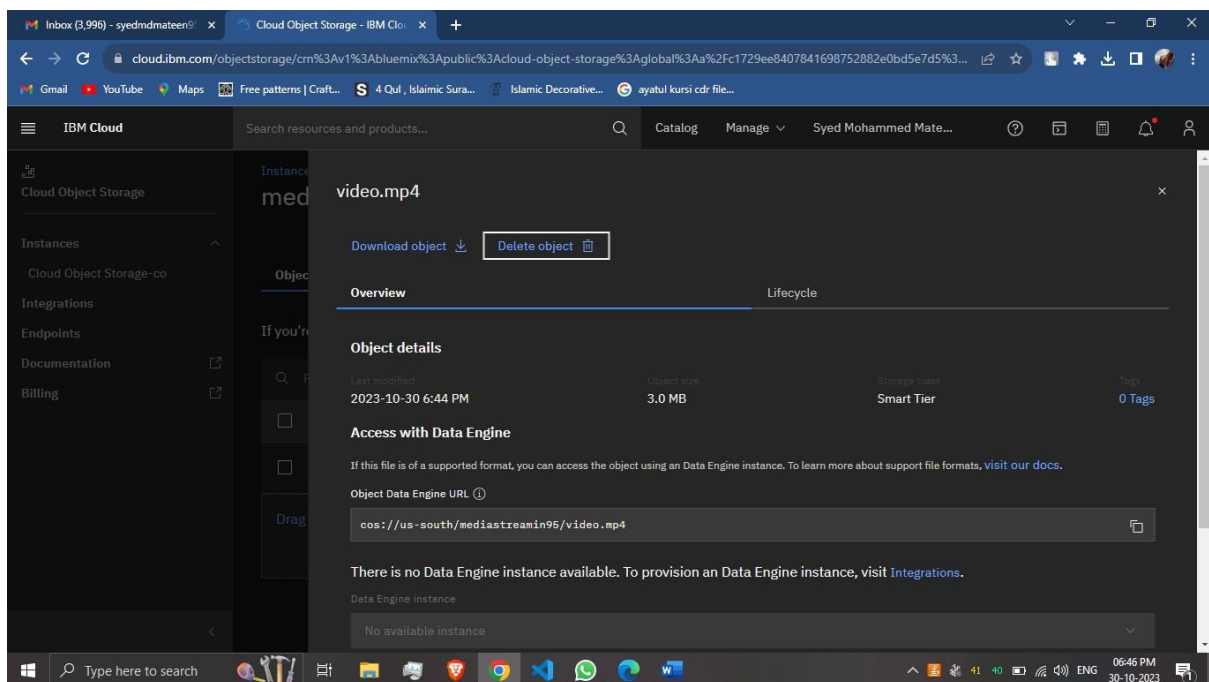 Inbox (3,996) - syedmdmateen9
Cloud Object Storage - IBM Clo
cloud.ibm.com/objectstorage/crn%3Av1%3Abluemix%3Apublic%3Acloud-object-storage%3Aglobal%3Aa%2Fc1729ee8407841698752882e0bd5e7d5%3...
Gmail YouTube Maps Free patterns | Craft... 4 Qul , Islaimic Sura... Islamic Decorative... ayatul kursi cdr file...
IBM Cloud Search resources and products... Catalog Manage Syed Mohammed Mate...
Cloud Object Storage
Instances
Cloud Object Storage-co
Integrations
Endpoints
Documentation
Billing
Instance
med
Objec
If you're
Drag
video.mp4
Download object Delete object
Overview Lifecycle
Object details
Last modified Object size Storage class Tags
2023-10-30 6:44 PM 3.0 MB Smart Tier 0 Tags
Access with Data Engine
If this file is of a supported format, you can access the object using an Data Engine instance. To learn more about support file formats, visit our docs.
Object Data Engine URL
cos://us-south/mediastreamin95/video.mp4
There is no Data Engine instance available. To provision an Data Engine instance, visit Integrations.
Data Engine instance
No available instance
Type here to search 41 40 ENG 06:46 PM
30-10-2023